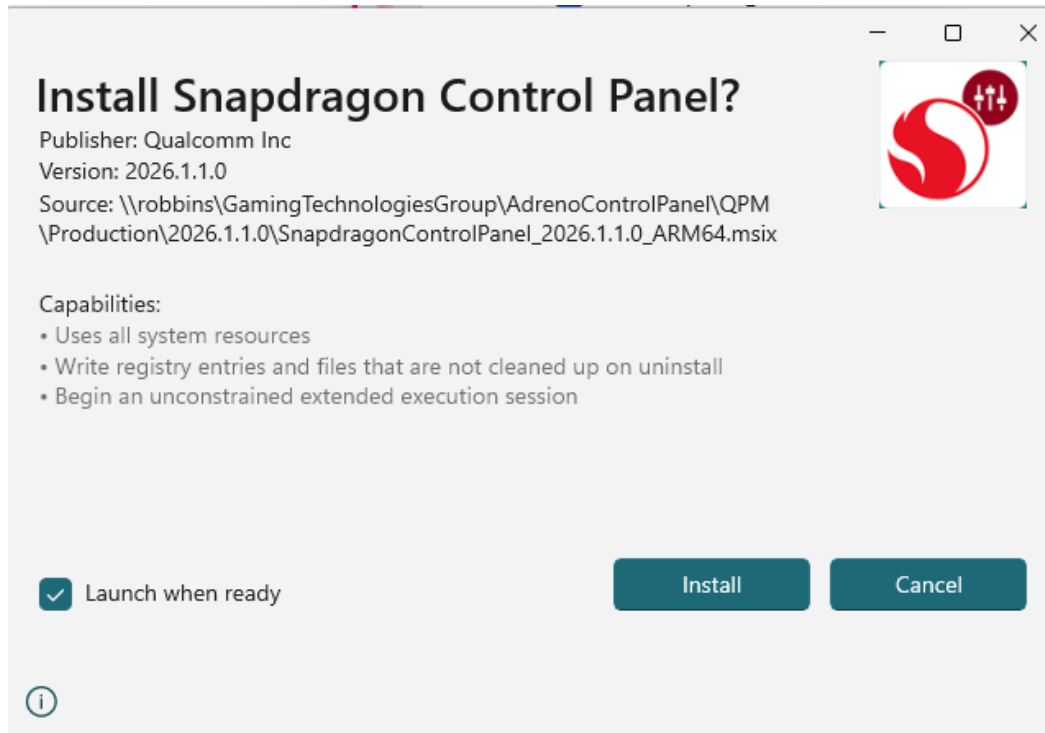 Install Snapdragon Control Panel?
Publisher: Qualcomm Inc
Version: 2026.1.1.0
Source: \\robbins\GamingTechnologiesGroup\AdrenoControlPanel\QPM
\Production\2026.1.1.0\SnapdragonControlPanel_2026.1.1.0_ARM64.msix
Capabilities:
• Uses all system resources
• Write registry entries and files that are not cleaned up on uninstall
• Begin an unconstrained extended execution session
Launch when ready
Install
Cancel